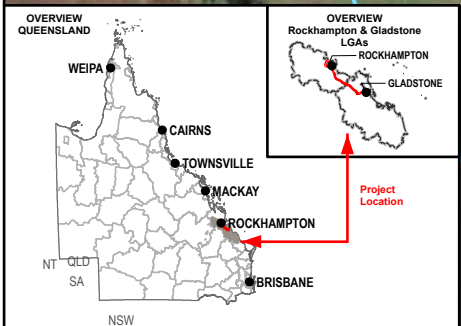 OVERVIEW
QUEENSLAND
WEIPA
CAIRNS
TOWNSVILLE
MACKAY
ROCKHAMPTON
BRISBANE
NT
QLD
SA
NSW
OVERVIEW
Rockhampton & Gladstone
LGAs
ROCKHAMPTON
GLADSTONE
Project
Location